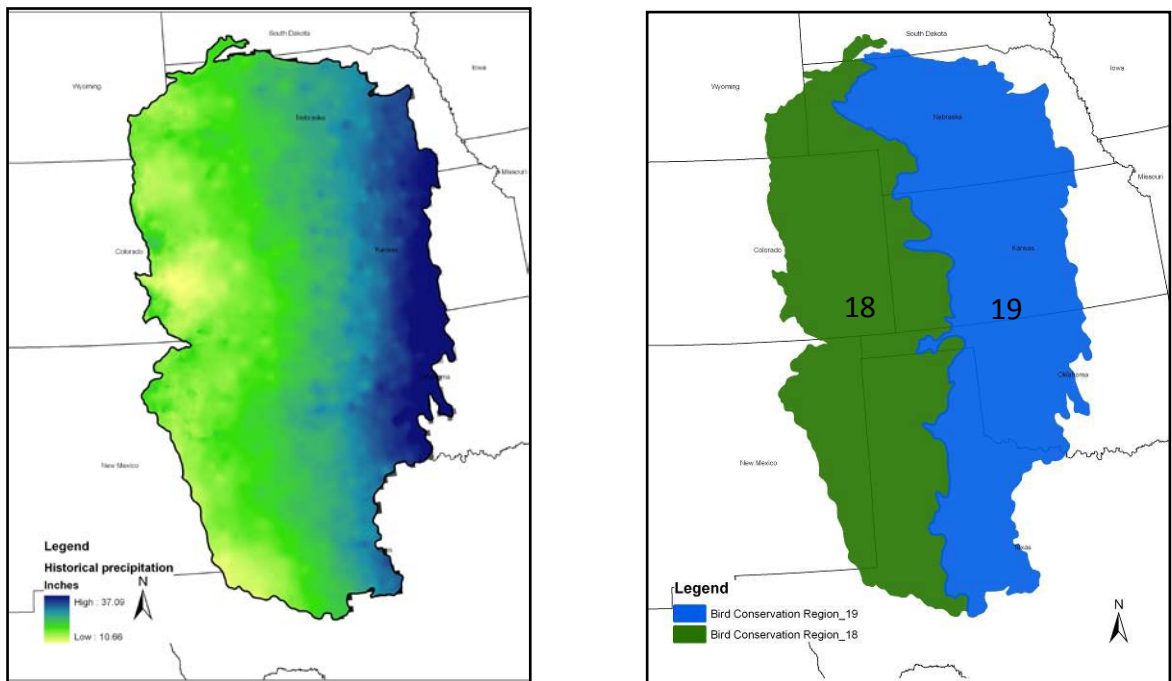 South Dakota
Iowa
Wyoming
Nebraska
Missouri
Kansas
Colorado
Oklahoma
New Mexico
Legend
Historical precipitation
Inches
High : 37.09
Low : 10.66
N
South Dakota
Iowa
Wyoming
Nebraska
Missouri
Kansas
Colorado
18
19
Oklahoma
New Mexico
Texas
Legend
Bird Conservation Region_19
Bird Conservation Region_18
N